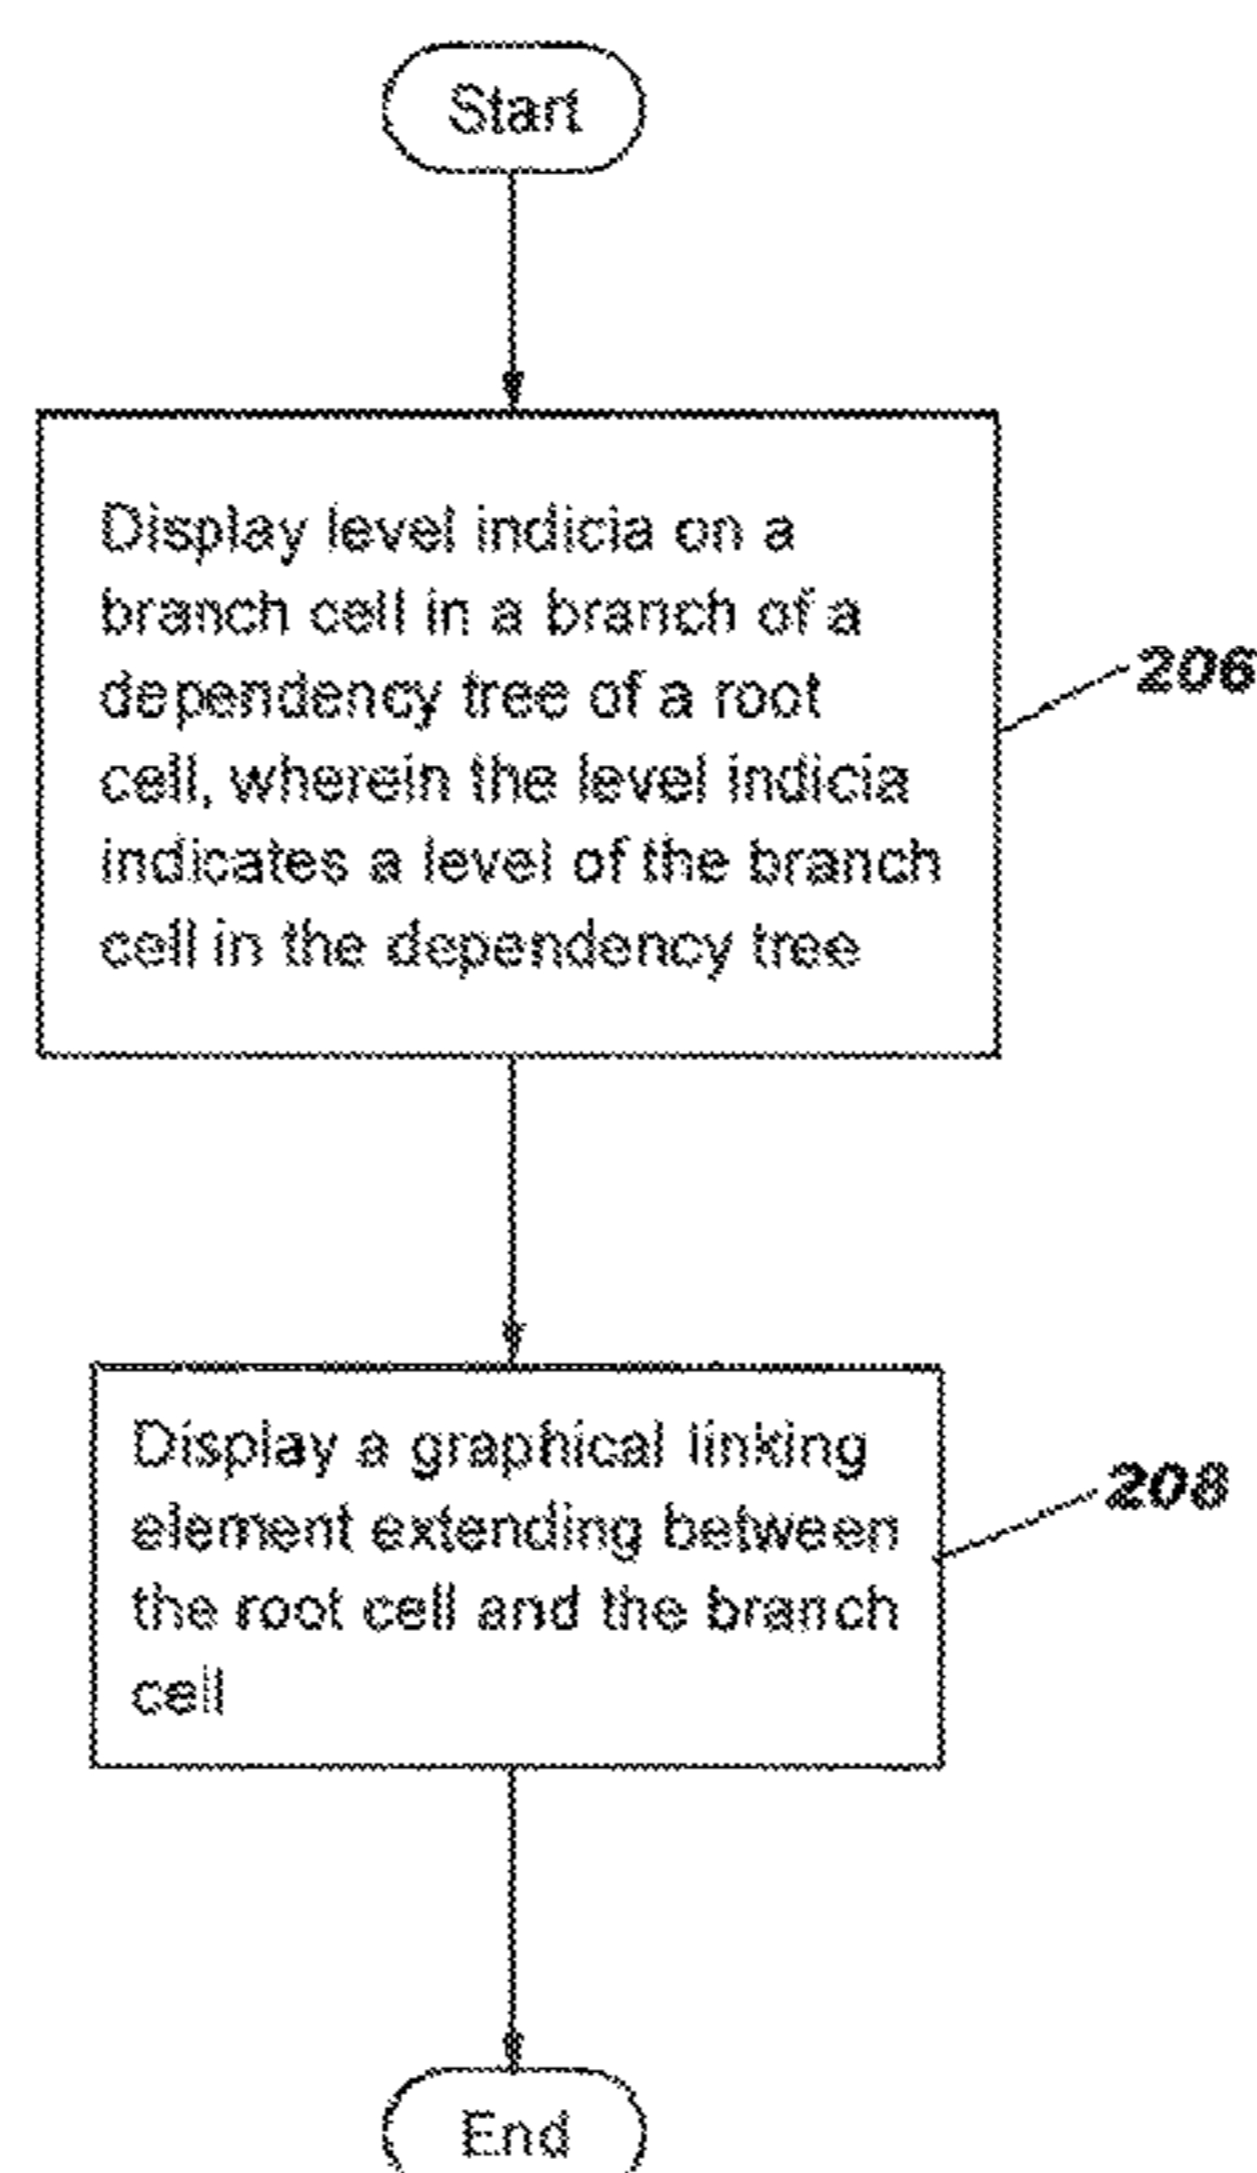 Start
Display level indicia on a
branch cell in a branch of a
dependency tree of a root
cell, wherein the level indicia
indicates a level of the branch
cell in the dependency tree
206
Display a graphical linking
element extending between
the root cell and the branch
cell
208
End